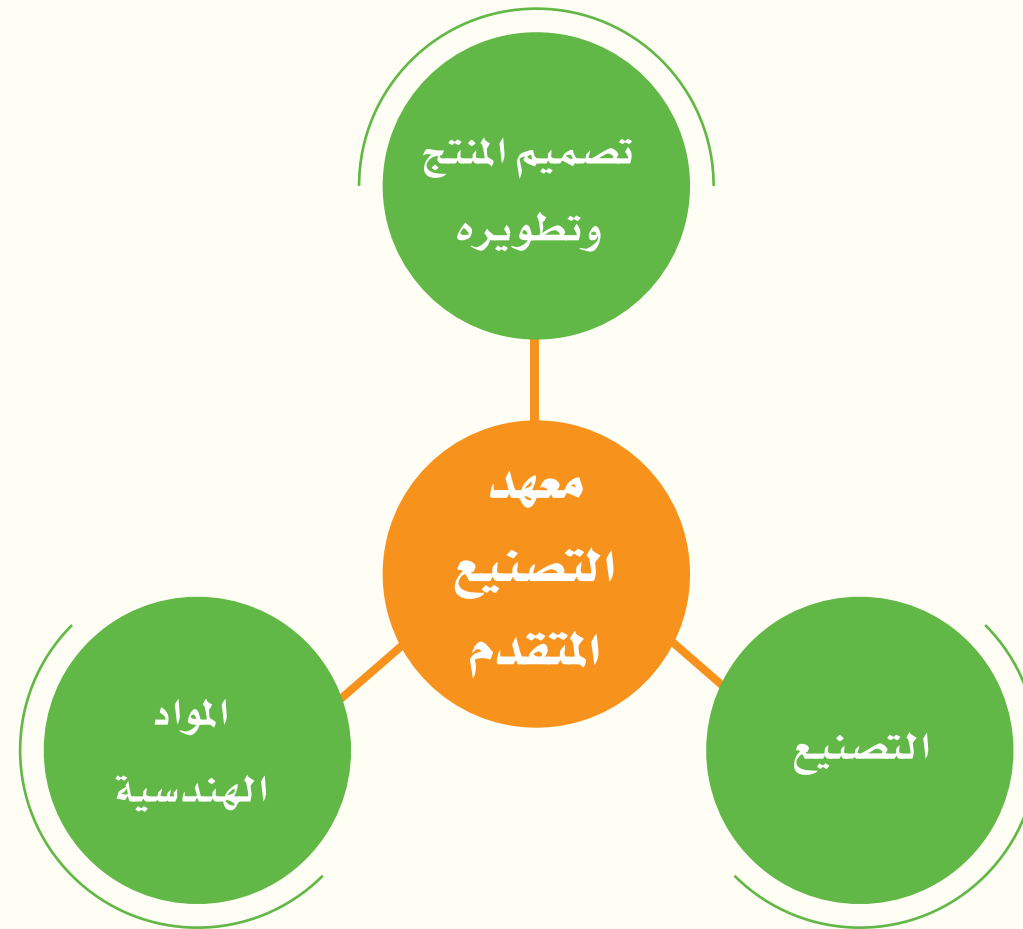 تصميم المنتج
وتطويره
معهد
التصنيع
المتقدم
التصنيع
المواد
الهندسية